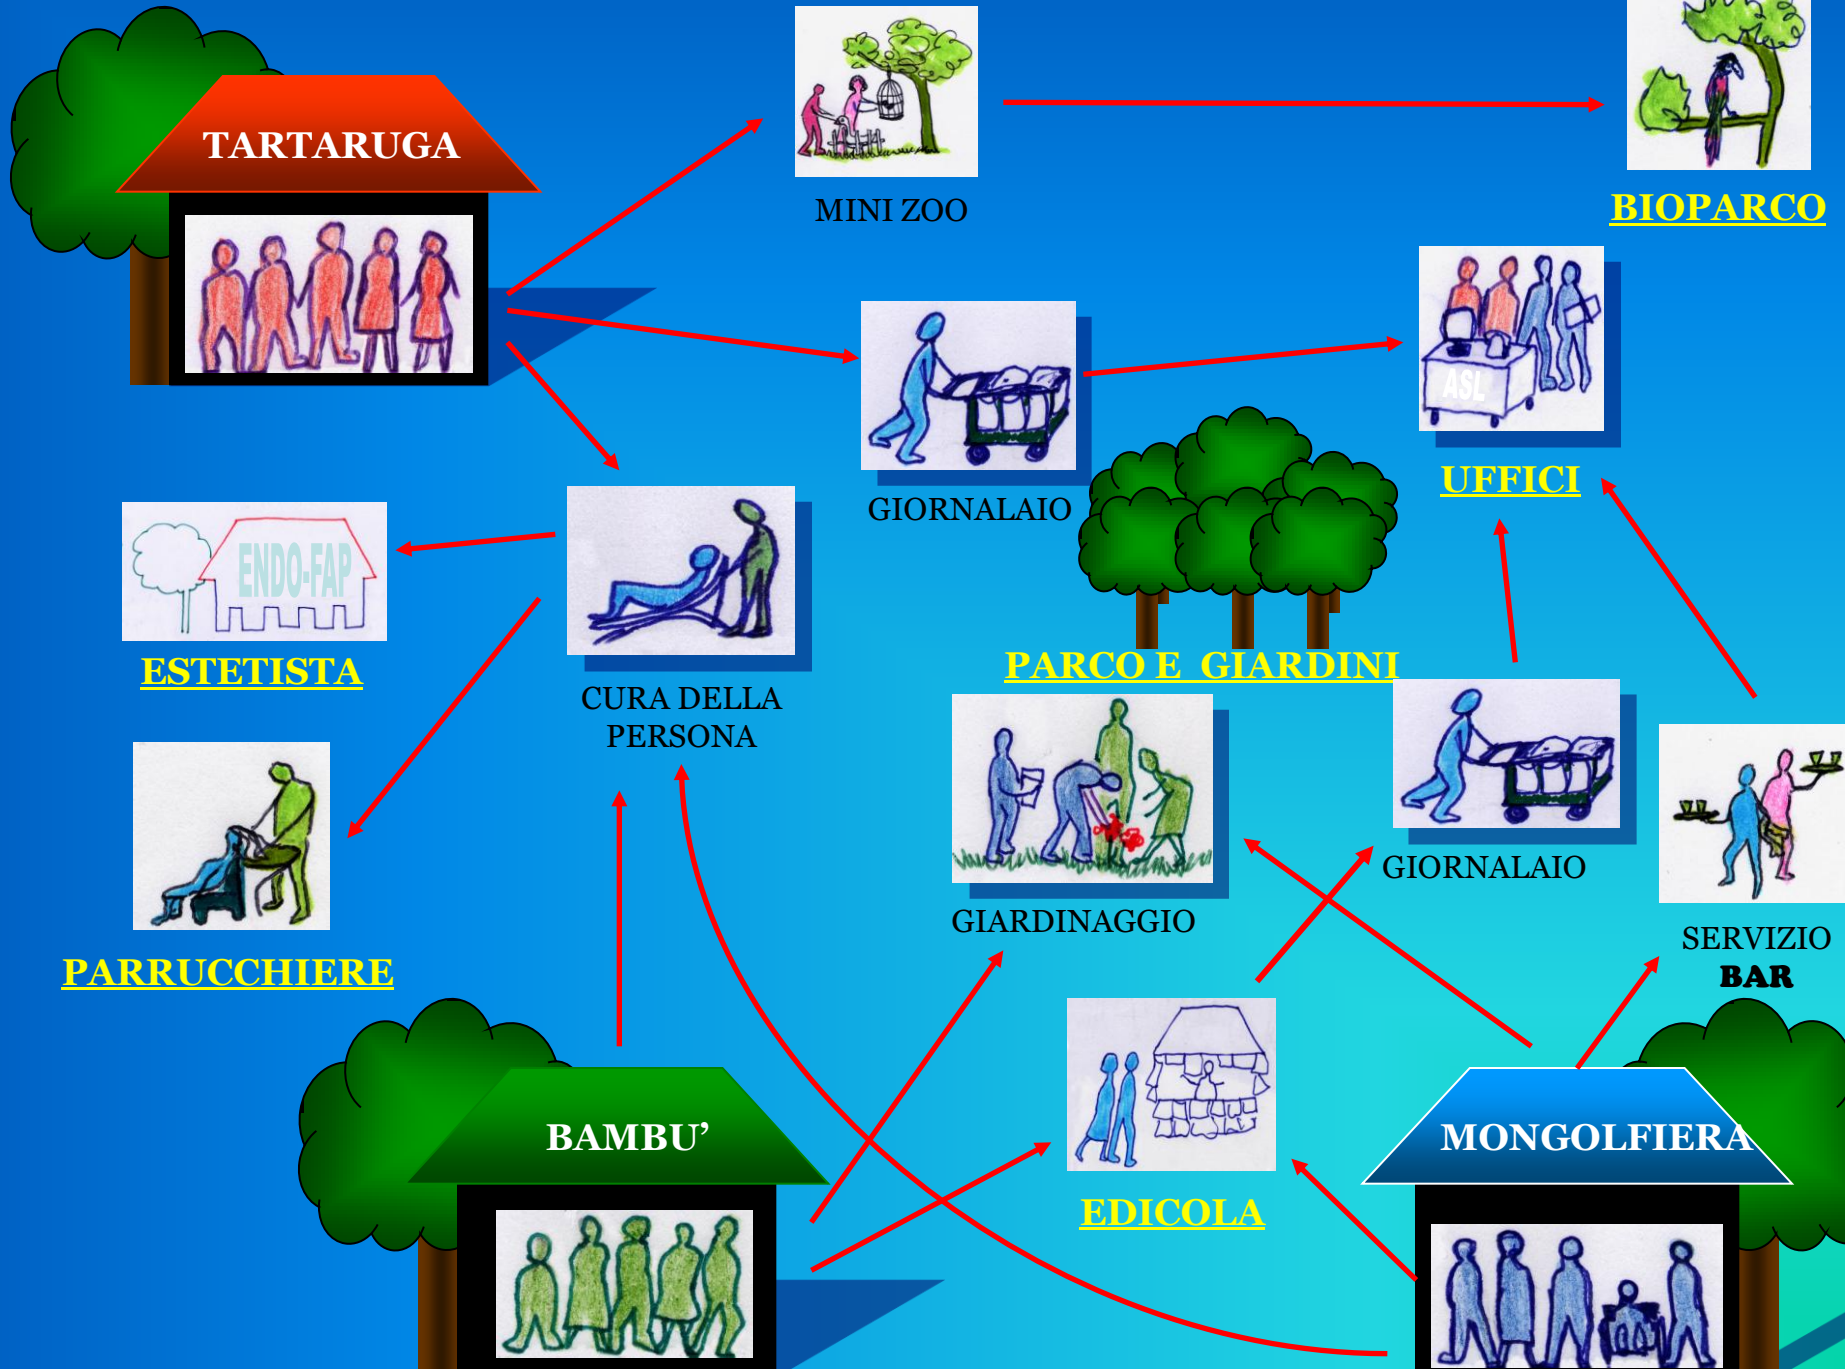 TARTARUGA
MINI ZOO
BIOPARCO
GIORNALAIO
ASL
UFFICI
ENDO-FAP
ESTETISTA
CURA DELLA
PERSONA
PARCO E  GIARDINI
PARRUCCHIERE
GIARDINAGGIO
GIORNALAIO
SERVIZIO
BAR
BAMBU’
EDICOLA
MONGOLFIERA